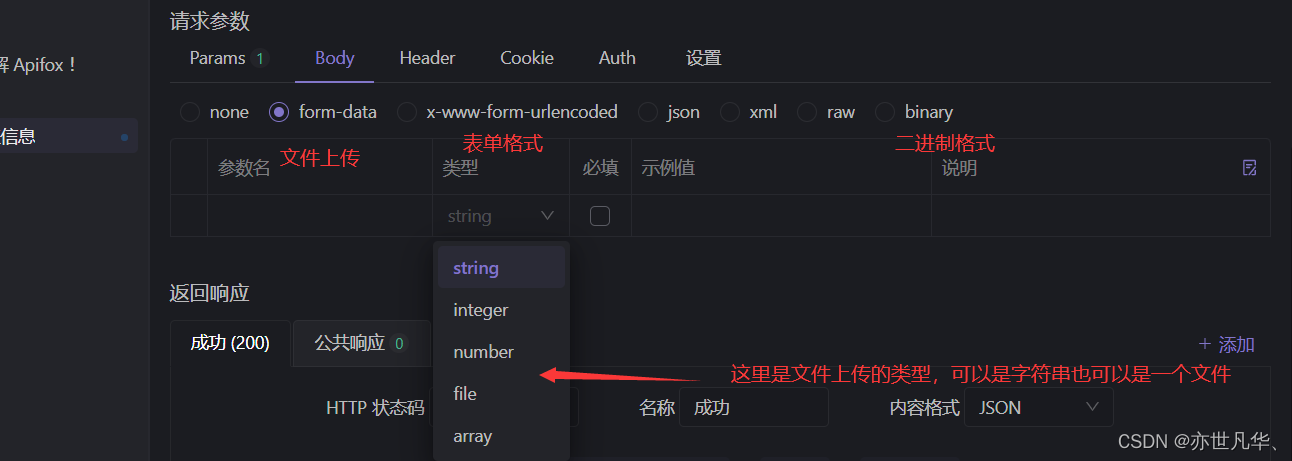 请求参数
解 Apifox！
Params 1 Body Header Cookie Auth 设置
none form-data x-www-form-urlencoded json xml raw binary
信息
文件上传 表单格式 二进制格式
参数名 类型 必填 示例值 说明
string
string
integer
number
file
array
返回响应
成功 (200) 公共响应 0
+ 添加
这里是文件上传的类型，可以是字符串也可以是一个文件
HTTP 状态码 名称 成功 内容格式 JSON
CSDN @亦世凡华、